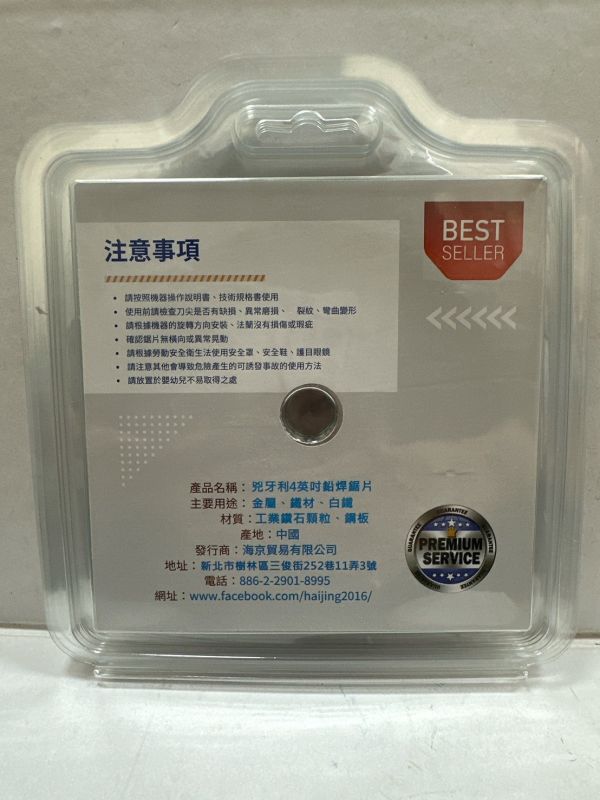 BEST
SELLER
注意事項
• 請按照機器操作說明書、技術規格書使用
• 使用前請檢查刀尖是否有缺損、異常磨損、 裂紋、彎曲變形
• 請根據機器的旋轉方向安裝、法蘭沒有損傷或瑕疵
• 確認鋸片無橫向或異常晃動
• 請根據勞動安全衛生法使用安全罩、安全鞋、護目眼鏡
• 請注意其他會導致危險產生的可誘發事故的使用方法
• 請放置於嬰幼兒不易取得之處
產品名稱：兇牙利4英吋鉛焊鋸片
主要用途：金屬、鐵材、白鐵
材質：工業鑽石顆粒、鋼板
產地：中國
發行商：海京貿易有限公司
地址：新北市樹林區三俊街252巷11弄3號
電話：886-2-2901-8995
網址：www.facebook.com/haijing2016/
GUARANTEE
GUARANTEE
GUARANTEE
PREMIUM
SERVICE